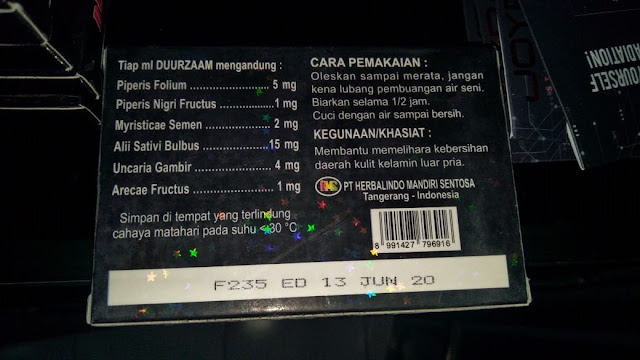 Tiap ml DUURZAAM mengandung :
Piperis Folium ........................ 5 mg
Piperis Nigri Fructus ................ 1 mg
Myristicae Semen ................... 2 mg
Alii Sativi Bulbus .................... 15 mg
Uncaria Gambir ...................... 4 mg
Arecae Fructus ....................... 1 mg
Simpan di tempat yang terlindung
cahaya matahari pada suhu < 30 °C
CARA PEMAKAIAN :
Oleskan sampai merata, jangan
kena lubang pembuangan air seni.
Biarkan selama 1/2 jam.
Cuci dengan air sampai bersih.
KEGUNAAN/KHASIAT :
Membantu memelihara kebersihan
daerah kulit kelamin luar pria.
PT HERBALINDO MANDIRI SENTOSA
Tangerang - Indonesia
8 991427 796916
F235 ED 13 JUN 20